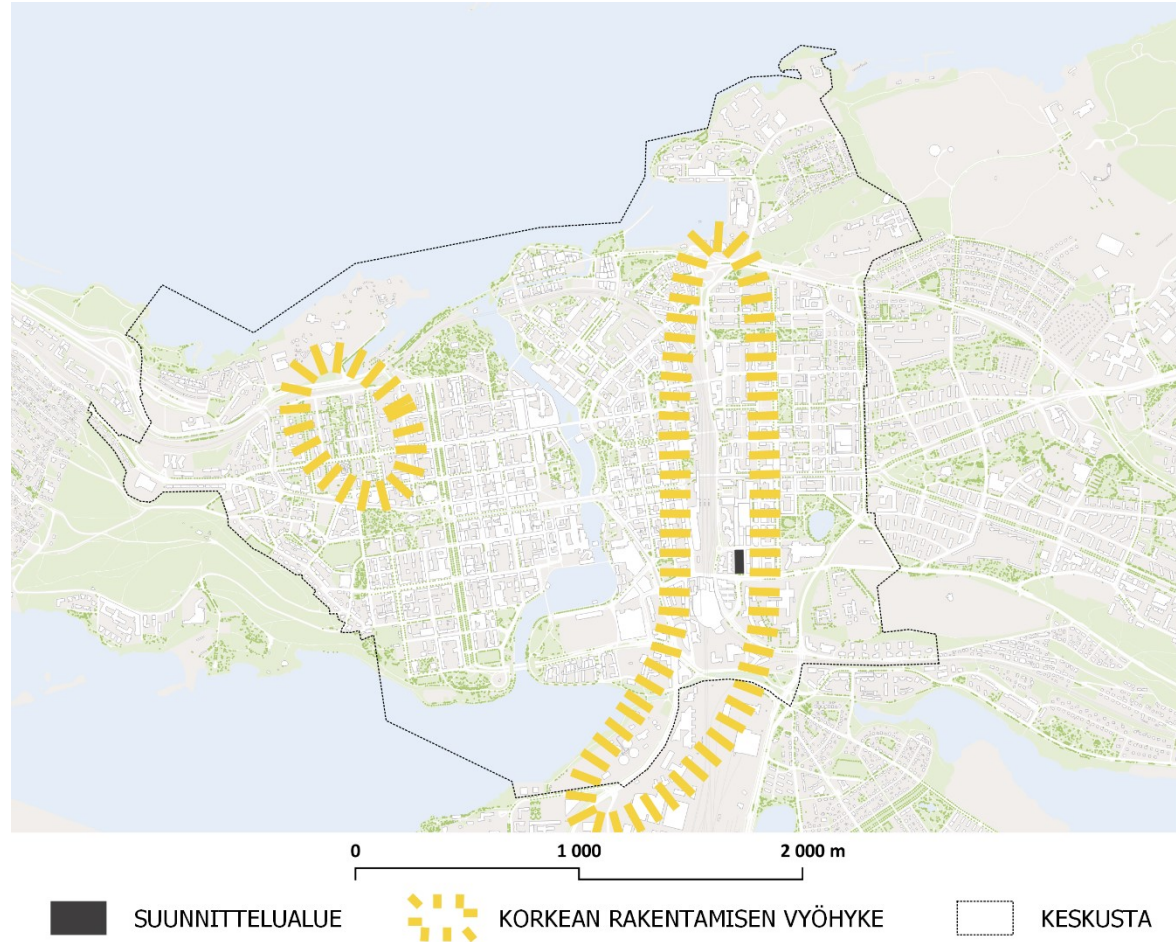 0 1 000 2 000 m
SUUNNITTELUALUE KORKEAN RAKENTAMISEN VYÖHYKE KESKUSTA